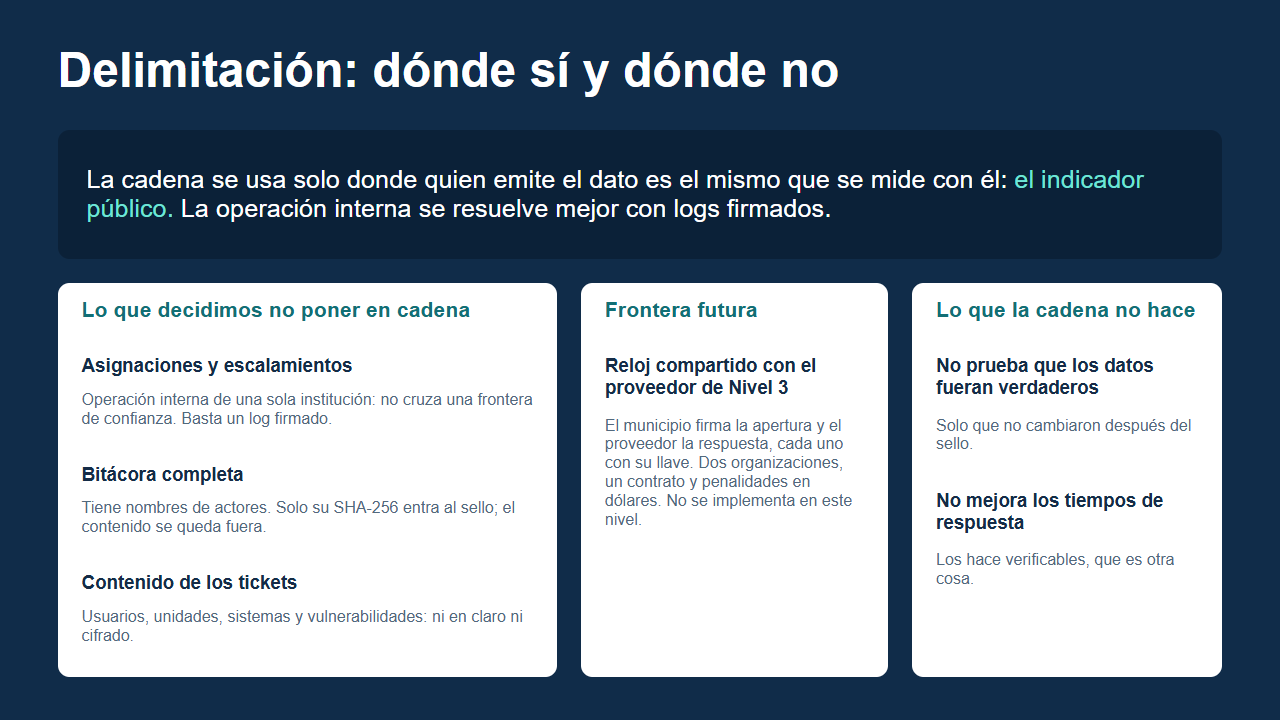 Delimitación: dónde sí y dónde no
La cadena se usa solo donde quien emite el dato es el mismo que se mide con él: el indicador
público. La operación interna se resuelve mejor con logs firmados.
Lo que decidimos no poner en cadena
Asignaciones y escalamientos
Operación interna de una sola institución: no cruza una frontera
de confianza. Basta un log firmado.
Bitácora completa
Tiene nombres de actores. Solo su SHA-256 entra al sello; el
contenido se queda fuera.
Contenido de los tickets
Usuarios, unidades, sistemas y vulnerabilidades: ni en claro ni
cifrado.
Frontera futura
Reloj compartido con el
proveedor de Nivel 3
El municipio firma la apertura y el
proveedor la respuesta, cada uno
con su llave. Dos organizaciones,
un contrato y penalidades en
dólares. No se implementa en este
nivel.
Lo que la cadena no hace
No prueba que los datos
fueran verdaderos
Solo que no cambiaron después del
sello.
No mejora los tiempos de
respuesta
Los hace verificables, que es otra
cosa.